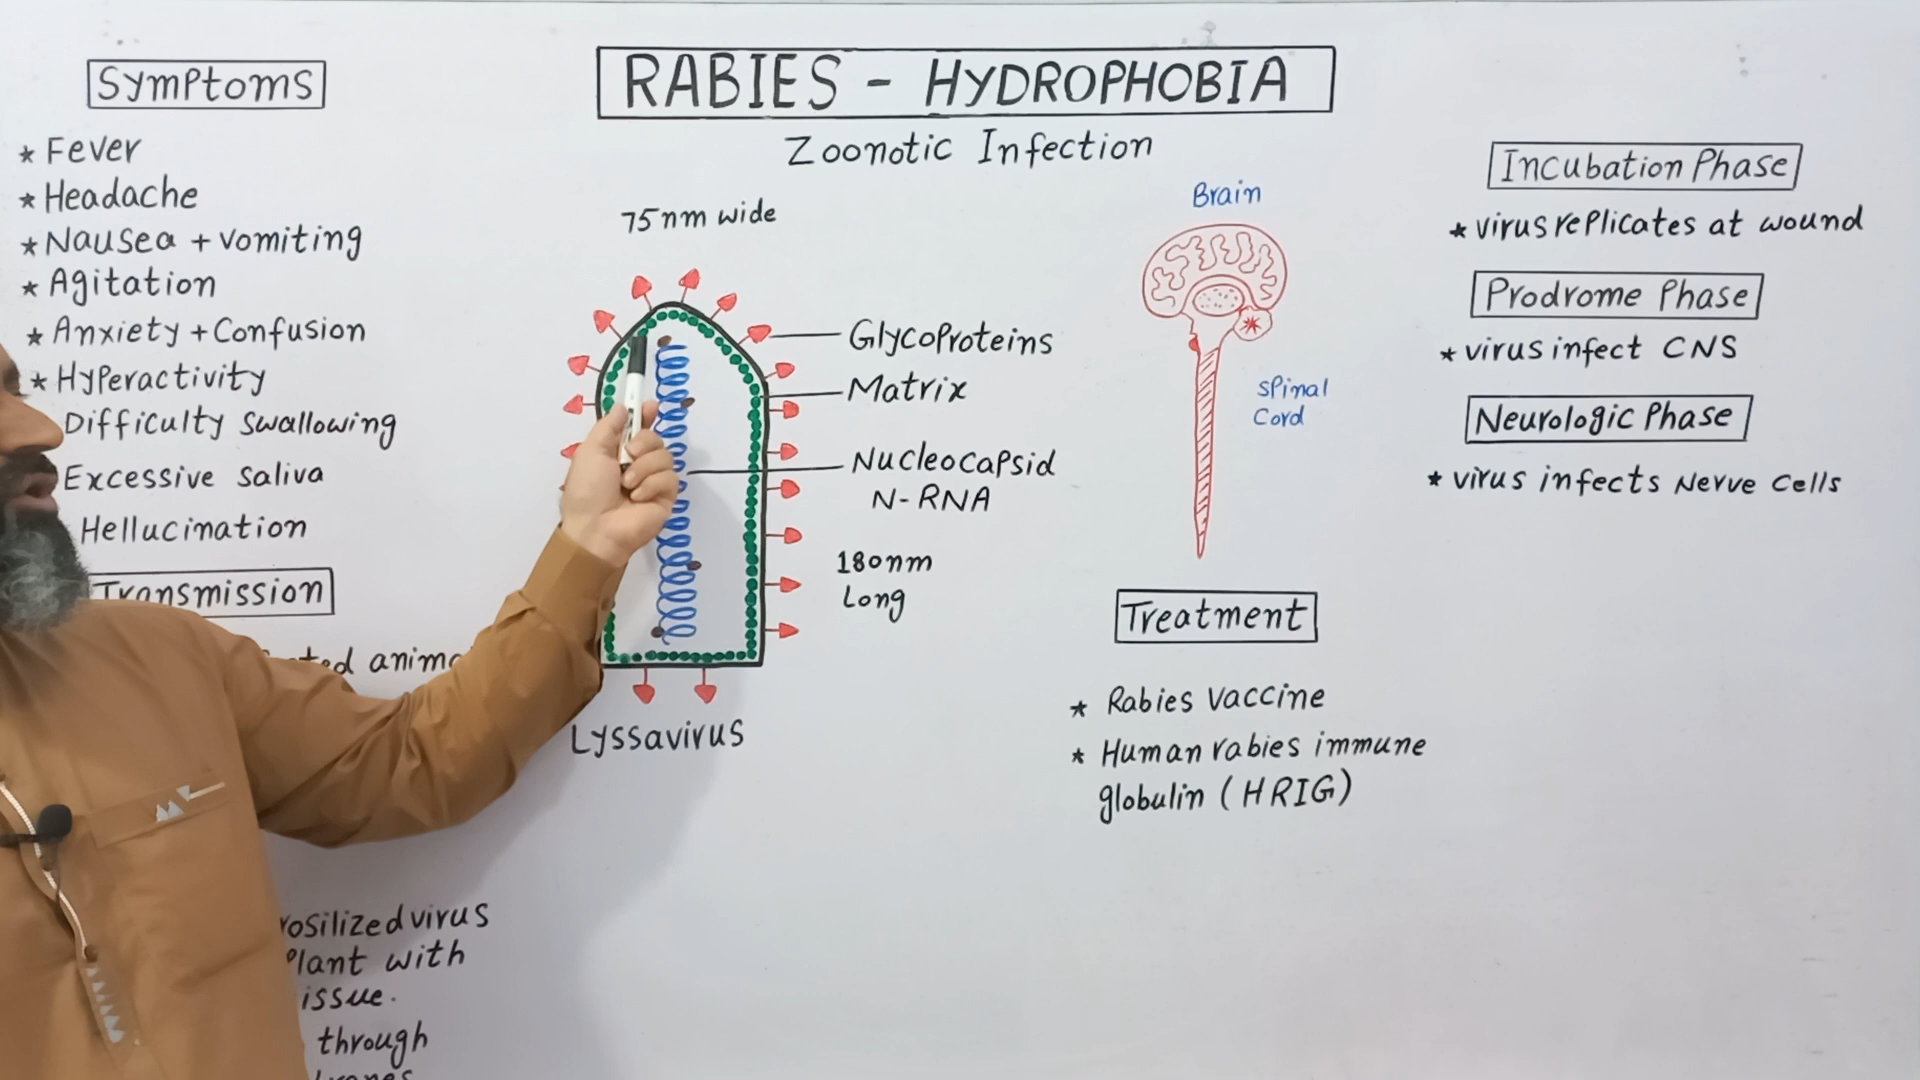 RABIES - HYDROPHOBIA
Zoonotic Infection
Symptoms
* Fever
* Headache
* Nausea + vomiting
* Agitation
* Anxiety + Confusion
* Hyperactivity
Difficulty swallowing
Excessive saliva
Hellucination
Transmission
animal
virus
with
through
75nm wide
Glycoproteins
Matrix
Nucleocapsid
N-RNA
180nm
Long
Lyssavirus
Brain
Spinal
Cord
Treatment
* Rabies vaccine
* Human rabies immune
globulin (HRIG)
Incubation Phase
* virus replicates at wound
Prodrome Phase
* virus infect CNS
Neurologic Phase
* virus infects Nerve cells